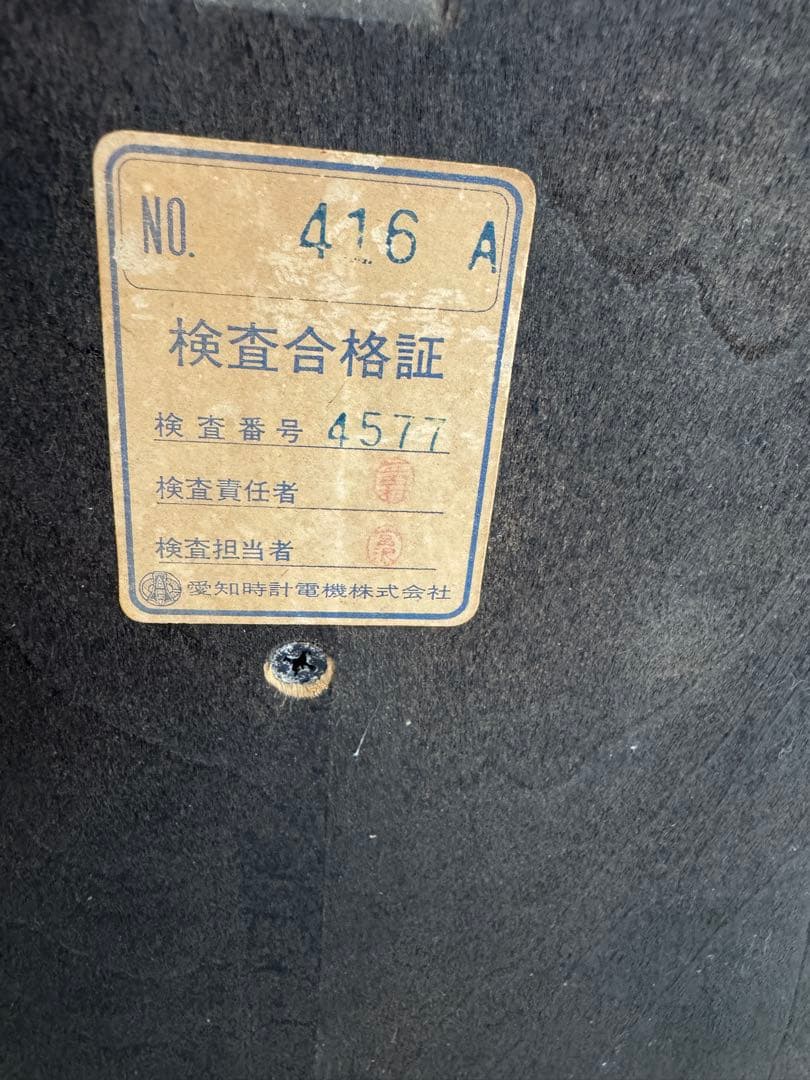 NO. 416 A
検査合格証
検査番号 4577
検査責任者
検査担当者
愛知時計電機株式会社